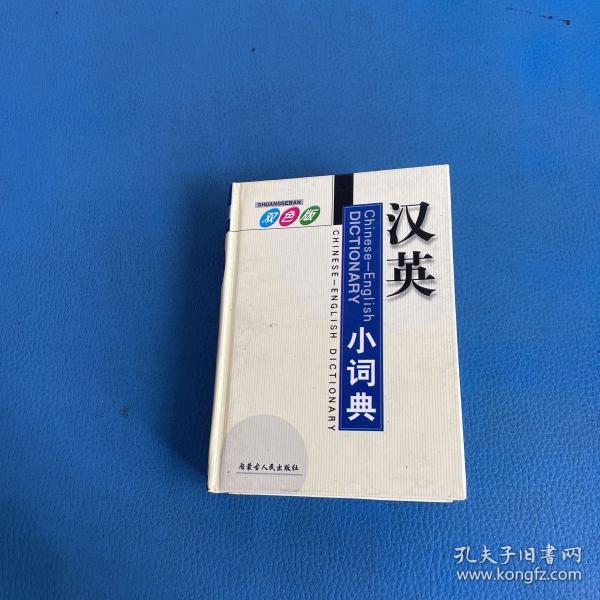 SHUANGSEBAN
双色版
汉英
Chinese—English
DICTIONARY
小词典
CHINESE—ENGLISH DICTIONARY
内蒙古人民出版社
孔夫子旧书网
www.kongfz.com